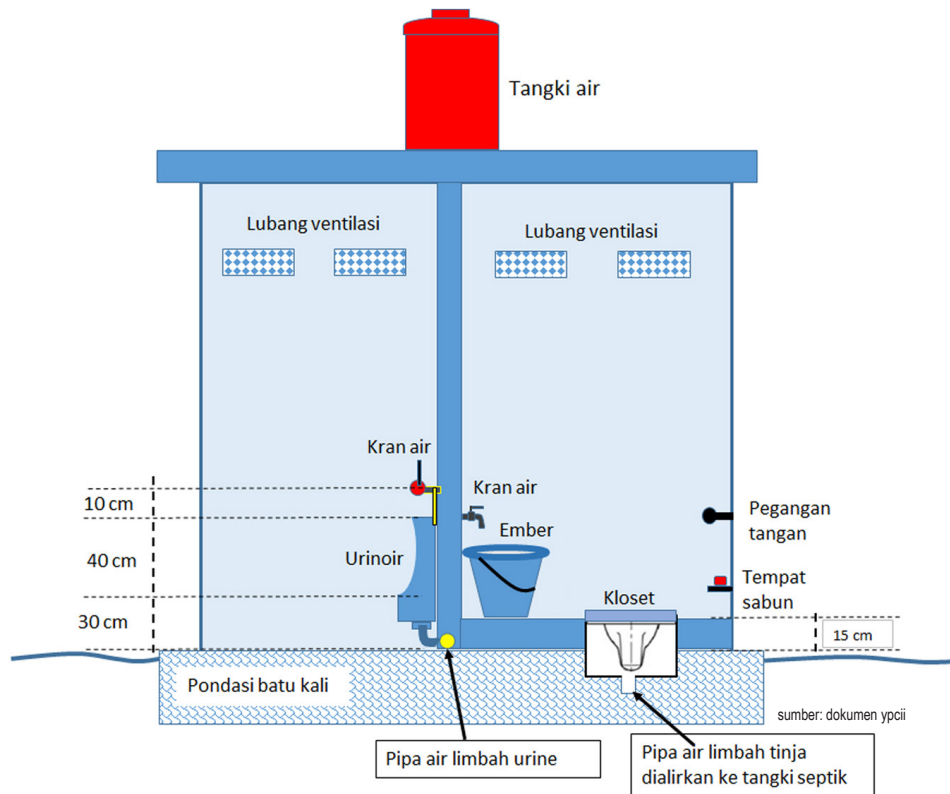 Tangki air
Lubang ventilasi
Lubang ventilasi
Kran air
10 cm
Kran air
Pegangan
tangan
Ember
40 cm
Urinoir
Tempat
sabun
Kloset
30 cm
15 cm
Pondasi batu kali
sumber: dokumen ypcii
Pipa air limbah urine
Pipa air limbah tinja
dialirkan ke tangki septik